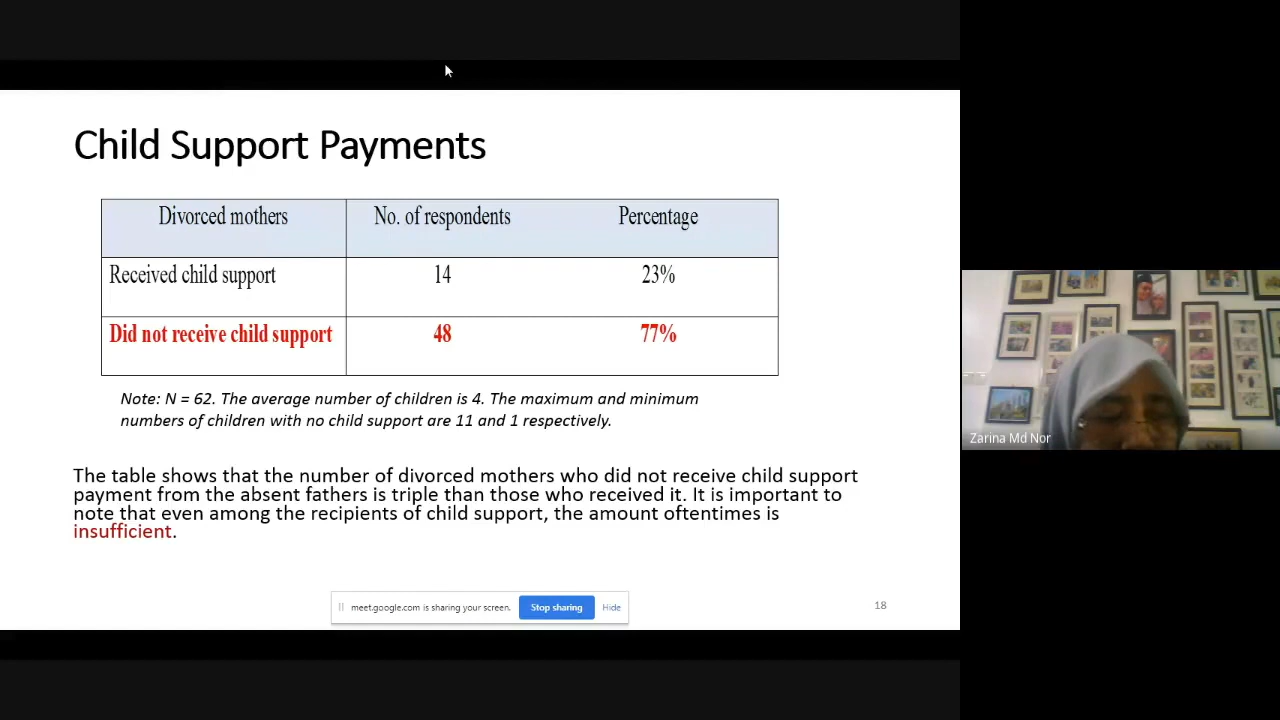 Child Support Payments
Divorced mothers No. of respondents Percentage
Received child support 14 23%
Did not receive child support 48 77%
Note: N = 62. The average number of children is 4. The maximum and minimum
numbers of children with no child support are 11 and 1 respectively.
The table shows that the number of divorced mothers who did not receive child support
payment from the absent fathers is triple than those who received it. It is important to
note that even among the recipients of child support, the amount oftentimes is
insufficient.
meet.google.com is sharing your screen. Stop sharing Hide
18
Zarina Md Nor